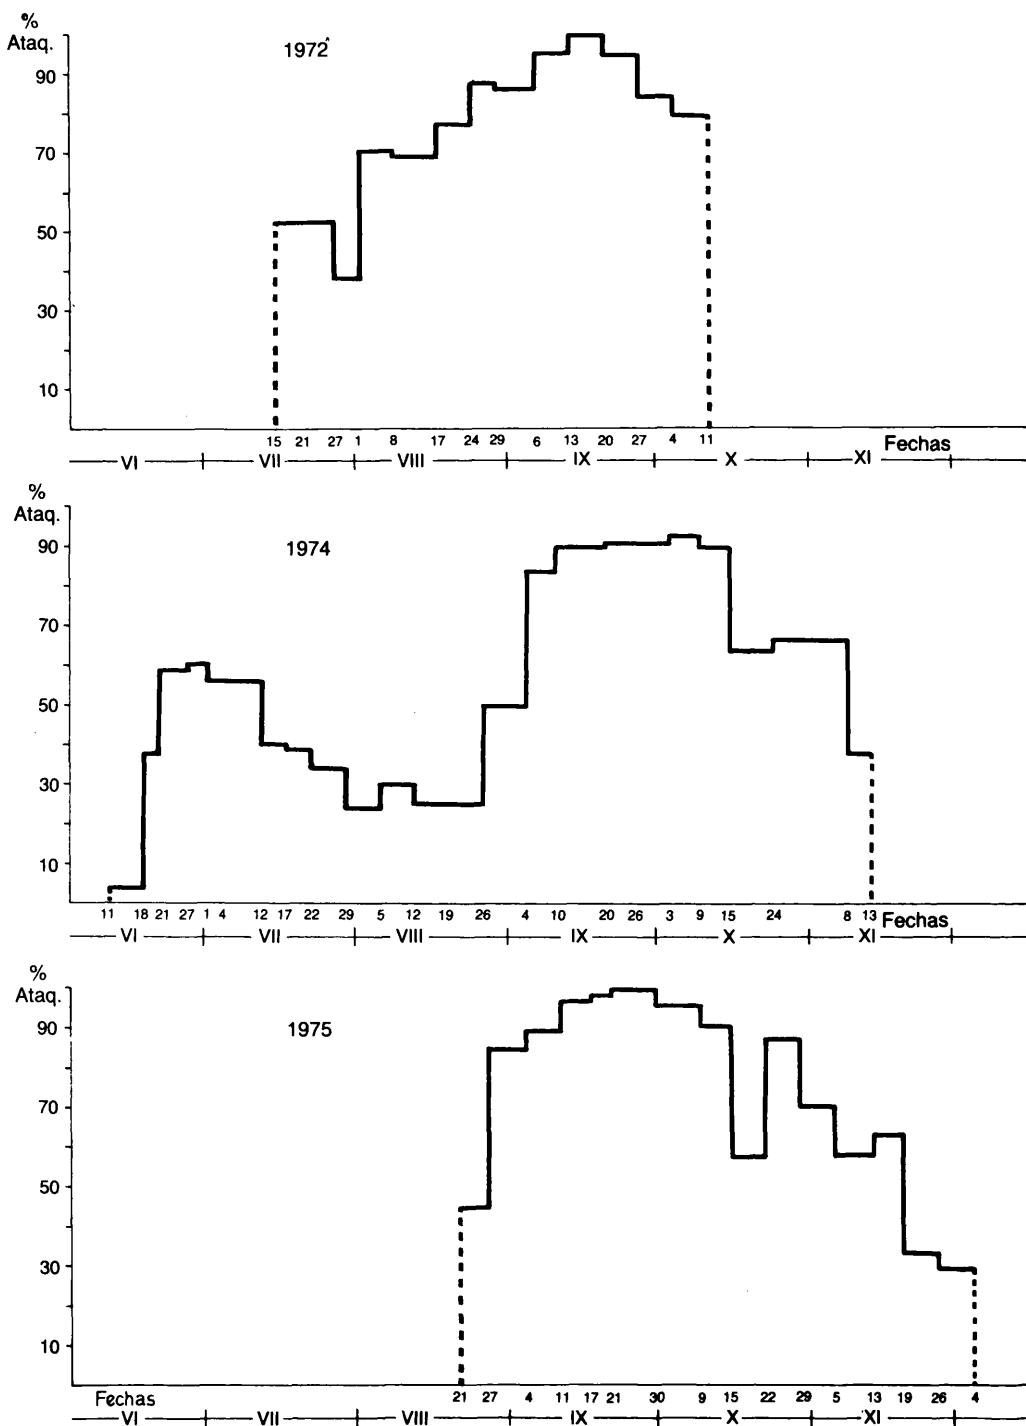 %
Ataq.
1972
90
70
50
30
10
15 21 27 1 8 17 24 29 6 13 20 27 4 11 Fechas
VI VII VIII IX X XI
%
Ataq.
1974
90
70
50
30
10
11 18 21 27 1 4 12 17 22 29 5 12 19 26 4 10 20 26 3 9 15 24 8 13 Fechas
VI VII VIII IX X XI
%
Ataq.
1975
90
70
50
30
10
Fechas 21 27 4 11 17 21 30 9 15 22 29 5 13 19 26 4
VI VII VIII IX X XI